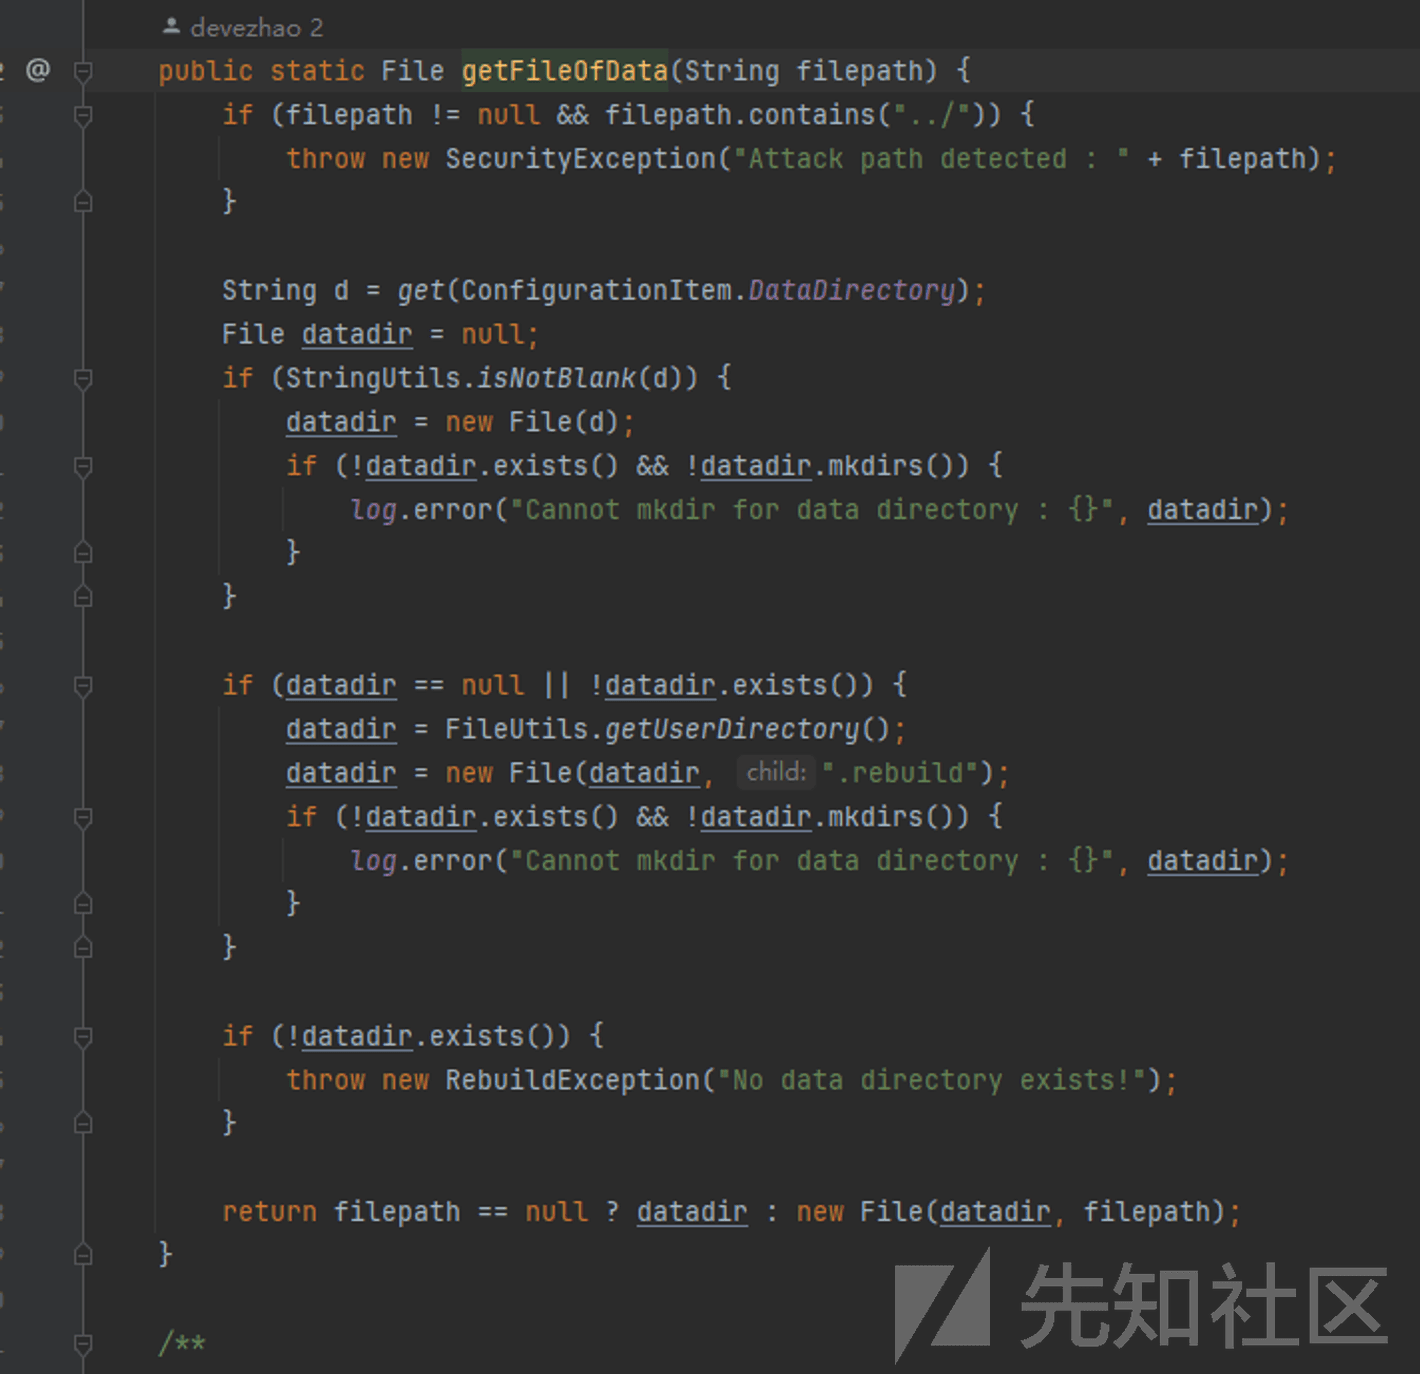 devezhao 2
@ public static File getFileOfData(String filepath) {
if (filepath != null && filepath.contains("../")) {
throw new SecurityException("Attack path detected : " + filepath);
}
String d = get(ConfigurationItem.DataDirectory);
File datadir = null;
if (StringUtils.isNotBlank(d)) {
datadir = new File(d);
if (!datadir.exists() && !datadir.mkdirs()) {
log.error("Cannot mkdir for data directory : {}", datadir);
}
}
if (datadir == null || !datadir.exists()) {
datadir = FileUtils.getUserDirectory();
datadir = new File(datadir, child: ".rebuild");
if (!datadir.exists() && !datadir.mkdirs()) {
log.error("Cannot mkdir for data directory : {}", datadir);
}
}
if (!datadir.exists()) {
throw new RebuildException("No data directory exists!");
}
return filepath == null ? datadir : new File(datadir, filepath);
}
/**
先知社区